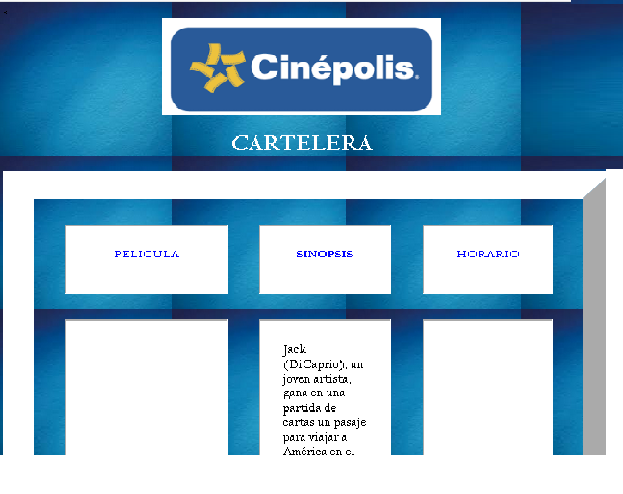 Cinépolis.
CARTELERA
PELICULA
SINOPSIS
HORARIO
Jack
(DiCaprio), un
joven artista,
gana en una
partida de
cartas un pasaje
para viajar a
América en